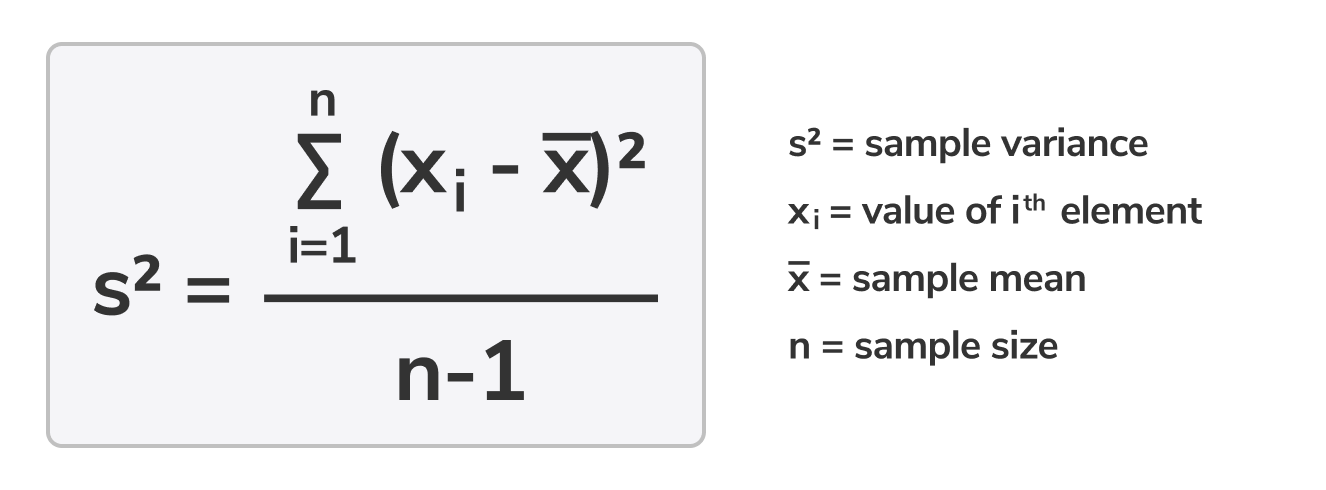 n
∑ (xᵢ - x̅)²
i=1
s² =
n-1
s² = sample variance
xᵢ = value of iᵗʰ element
x̅ = sample mean
n = sample size